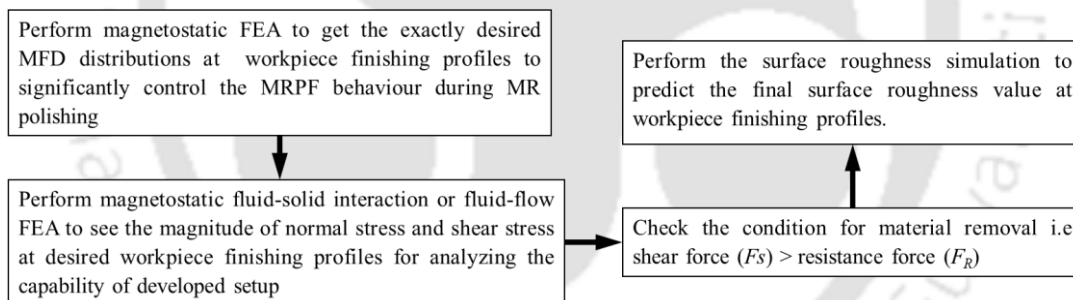 Perform magnetostatic FEA to get the exactly desired
MFD distributions at workpiece finishing profiles to
significantly control the MRPF behaviour during MR
polishing
Perform magnetostatic fluid-solid interaction or fluid-flow
FEA to see the magnitude of normal stress and shear stress
at desired workpiece finishing profiles for analyzing the
capability of developed setup
Check the condition for material removal i.e
shear force (Fs) > resistance force (FR)
Perform the surface roughness simulation to
predict the final surface roughness value at
workpiece finishing profiles.